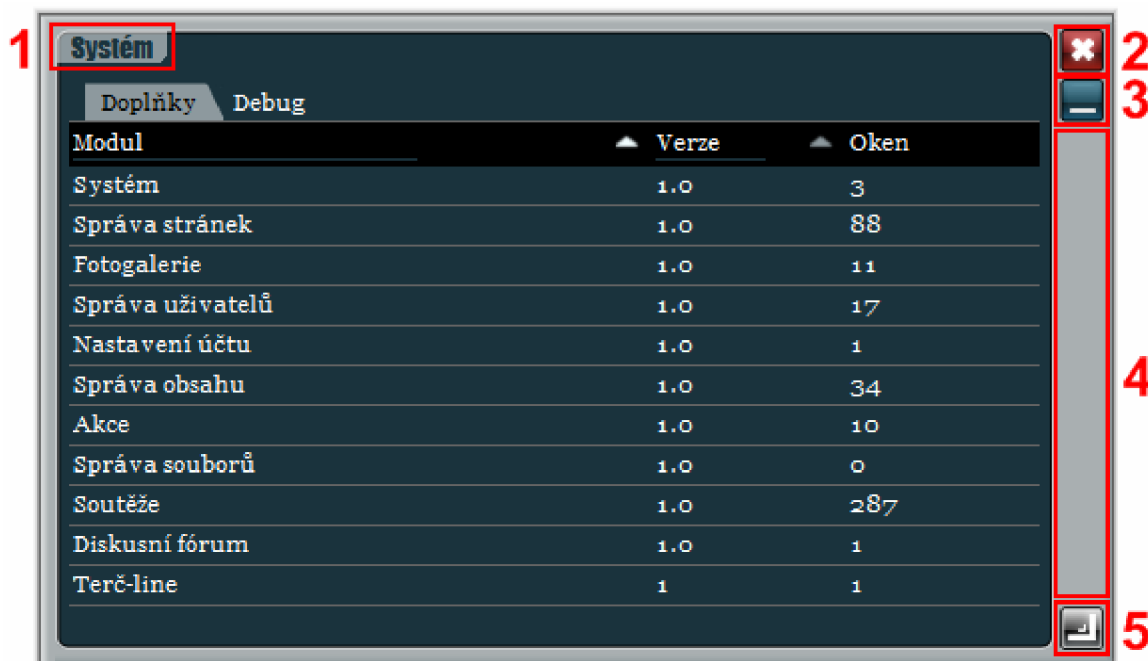 1 Systém 2
Doplňky Debug 3
Modul Verze Oken
Systém 1.0 3
Správa stránek 1.0 88
Fotogalerie 1.0 11
Správa uživatelů 1.0 17
Nastavení účtu 1.0 1
Správa obsahu 1.0 34 4
Akce 1.0 10
Správa souborů 1.0 0
Soutěže 1.0 287
Diskusní fórum 1.0 1
Terč-line 1 1
5